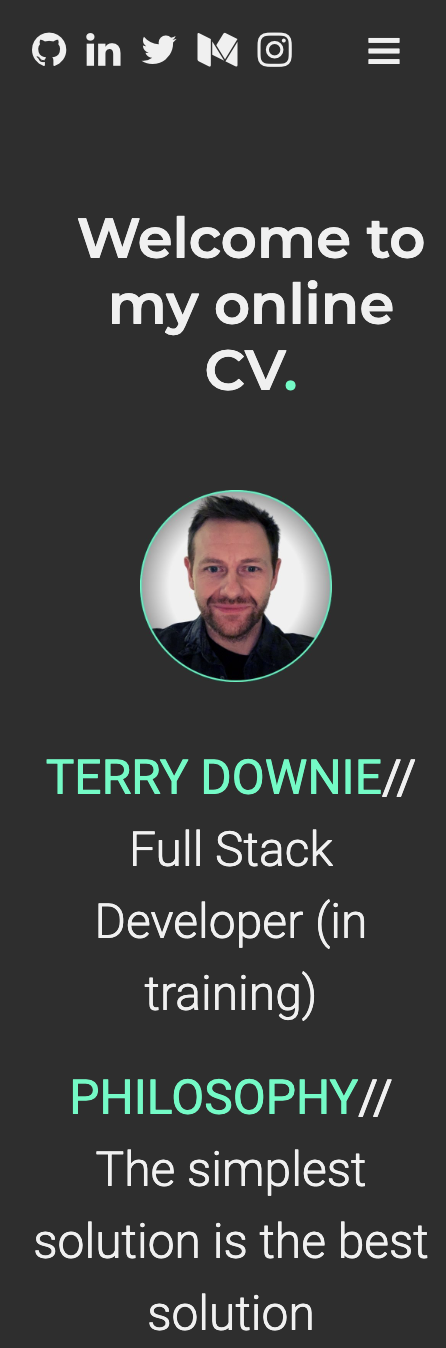 Welcome to
my online
CV.
TERRY DOWNIE//
Full Stack
Developer (in
training)
PHILOSOPHY//
The simplest
solution is the best
solution